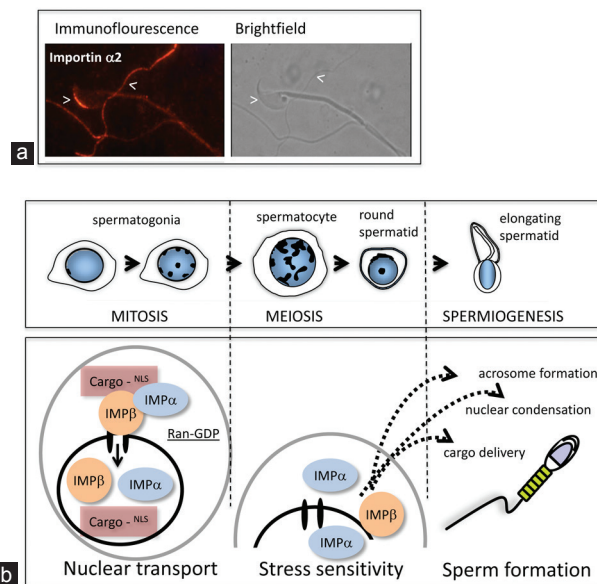 Immunoflourescence
Brightfield
Importin α2
a
spermatogonia
spermatocyte
round
spermatid
elongating
spermatid
MITOSIS
MEIOSIS
SPERMIOGENESIS
Cargo - NLS
IMPβ
IMPα
Ran-GDP
IMPβ
IMPα
Cargo - NLS
IMPα
IMPβ
IMPα
acrosome formation
nuclear condensation
cargo delivery
b
Nuclear transport
Stress sensitivity
Sperm formation